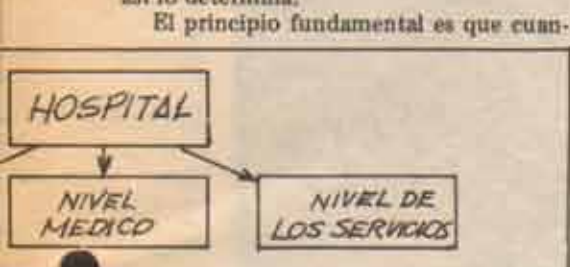 El principio fundamental es que cuan-
HOSPITAL
NIVEL
MEDICO
NIVEL DE
LOS SERVICIOS